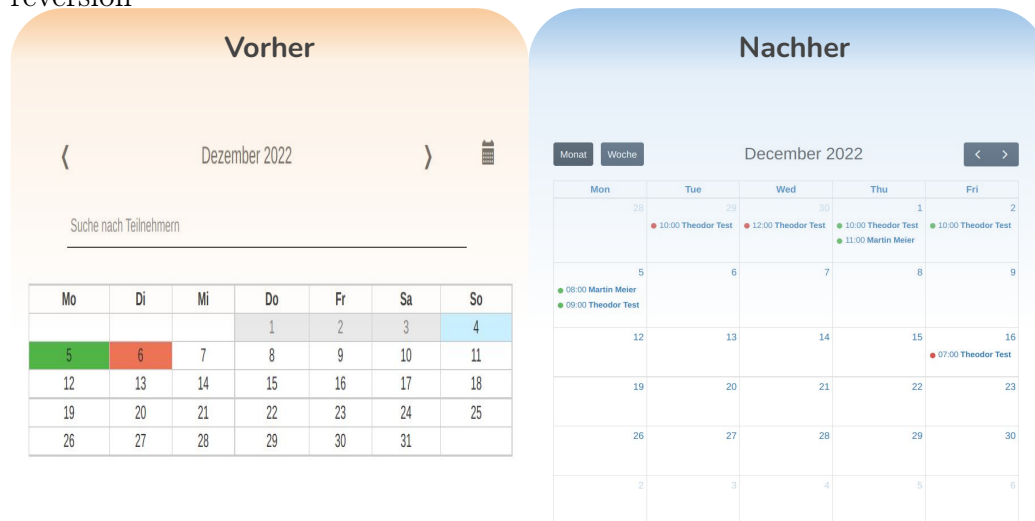 reversion
Vorher
❬ Dezember 2022 ❭
Suche nach Teilnehmern
Mo Di Mi Do Fr Sa So
1 2 3 4
5 6 7 8 9 10 11
12 13 14 15 16 17 18
19 20 21 22 23 24 25
26 27 28 29 30 31
Nachher
Monat Woche December 2022 < >
Mon Tue Wed Thu Fri
28 29 30 1 2
10:00 Theodor Test 12:00 Theodor Test 10:00 Theodor Test 10:00 Theodor Test
11:00 Martin Meier
5 6 7 8 9
08:00 Martin Meier
09:00 Theodor Test
12 13 14 15 16
07:00 Theodor Test
19 20 21 22 23
26 27 28 29 30
2 3 4 5 6